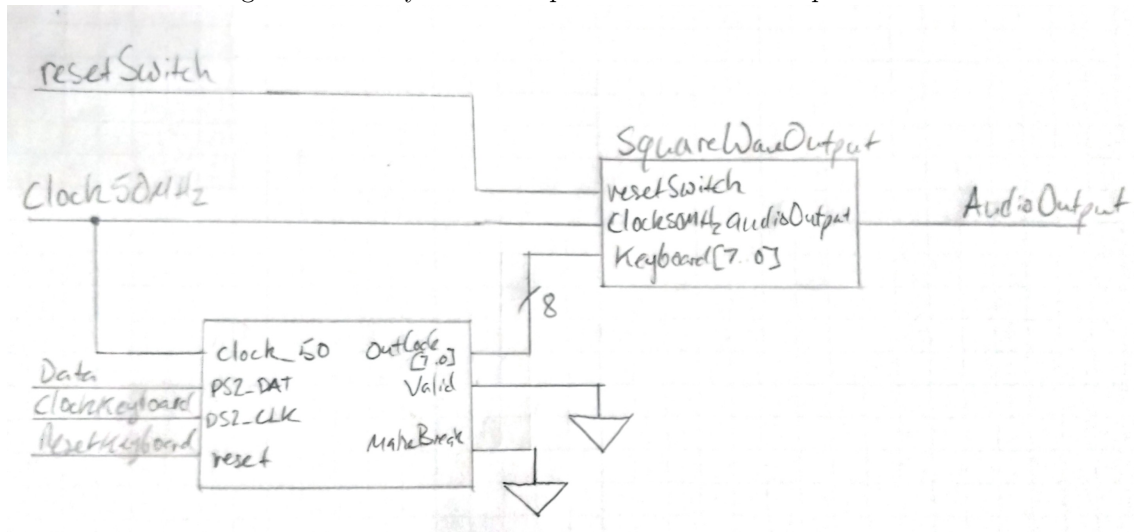 resetSwitch
SquareWaveOutput
resetSwitch
Clock50MHz
Clock50MHz audioOutput
AudioOutput
Keyboard[7..0]
8
clock_50
OutCode
[7..0]
Data
PS2_DAT
Valid
ClockKeyboard
PS2_CLK
ResetKeyboard
MakeBreak
reset